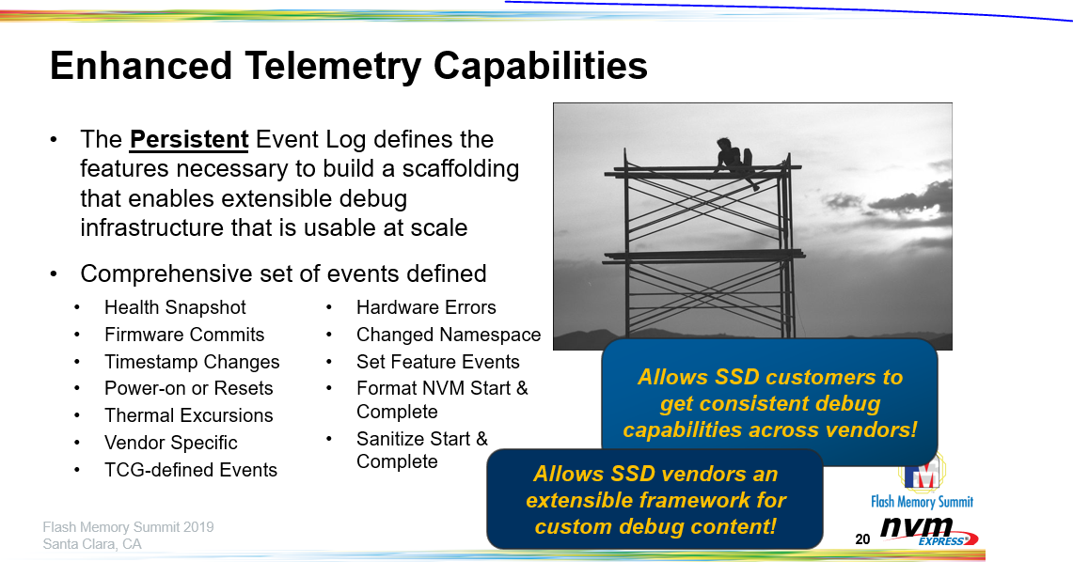 Enhanced Telemetry Capabilities
• The Persistent Event Log defines the
features necessary to build a scaffolding
that enables extensible debug
infrastructure that is usable at scale
• Comprehensive set of events defined
• Health Snapshot
• Firmware Commits
• Timestamp Changes
• Power-on or Resets
• Thermal Excursions
• Vendor Specific
• TCG-defined Events
• Hardware Errors
• Changed Namespace
• Set Feature Events
• Format NVM Start &
Complete
• Sanitize Start &
Complete
Allows SSD customers to
get consistent debug
capabilities across vendors!
Allows SSD vendors an
extensible framework for
custom debug content!
Flash Memory Summit 2019
Santa Clara, CA
20
FM
Flash Memory Summit
nvm
EXPRESS®